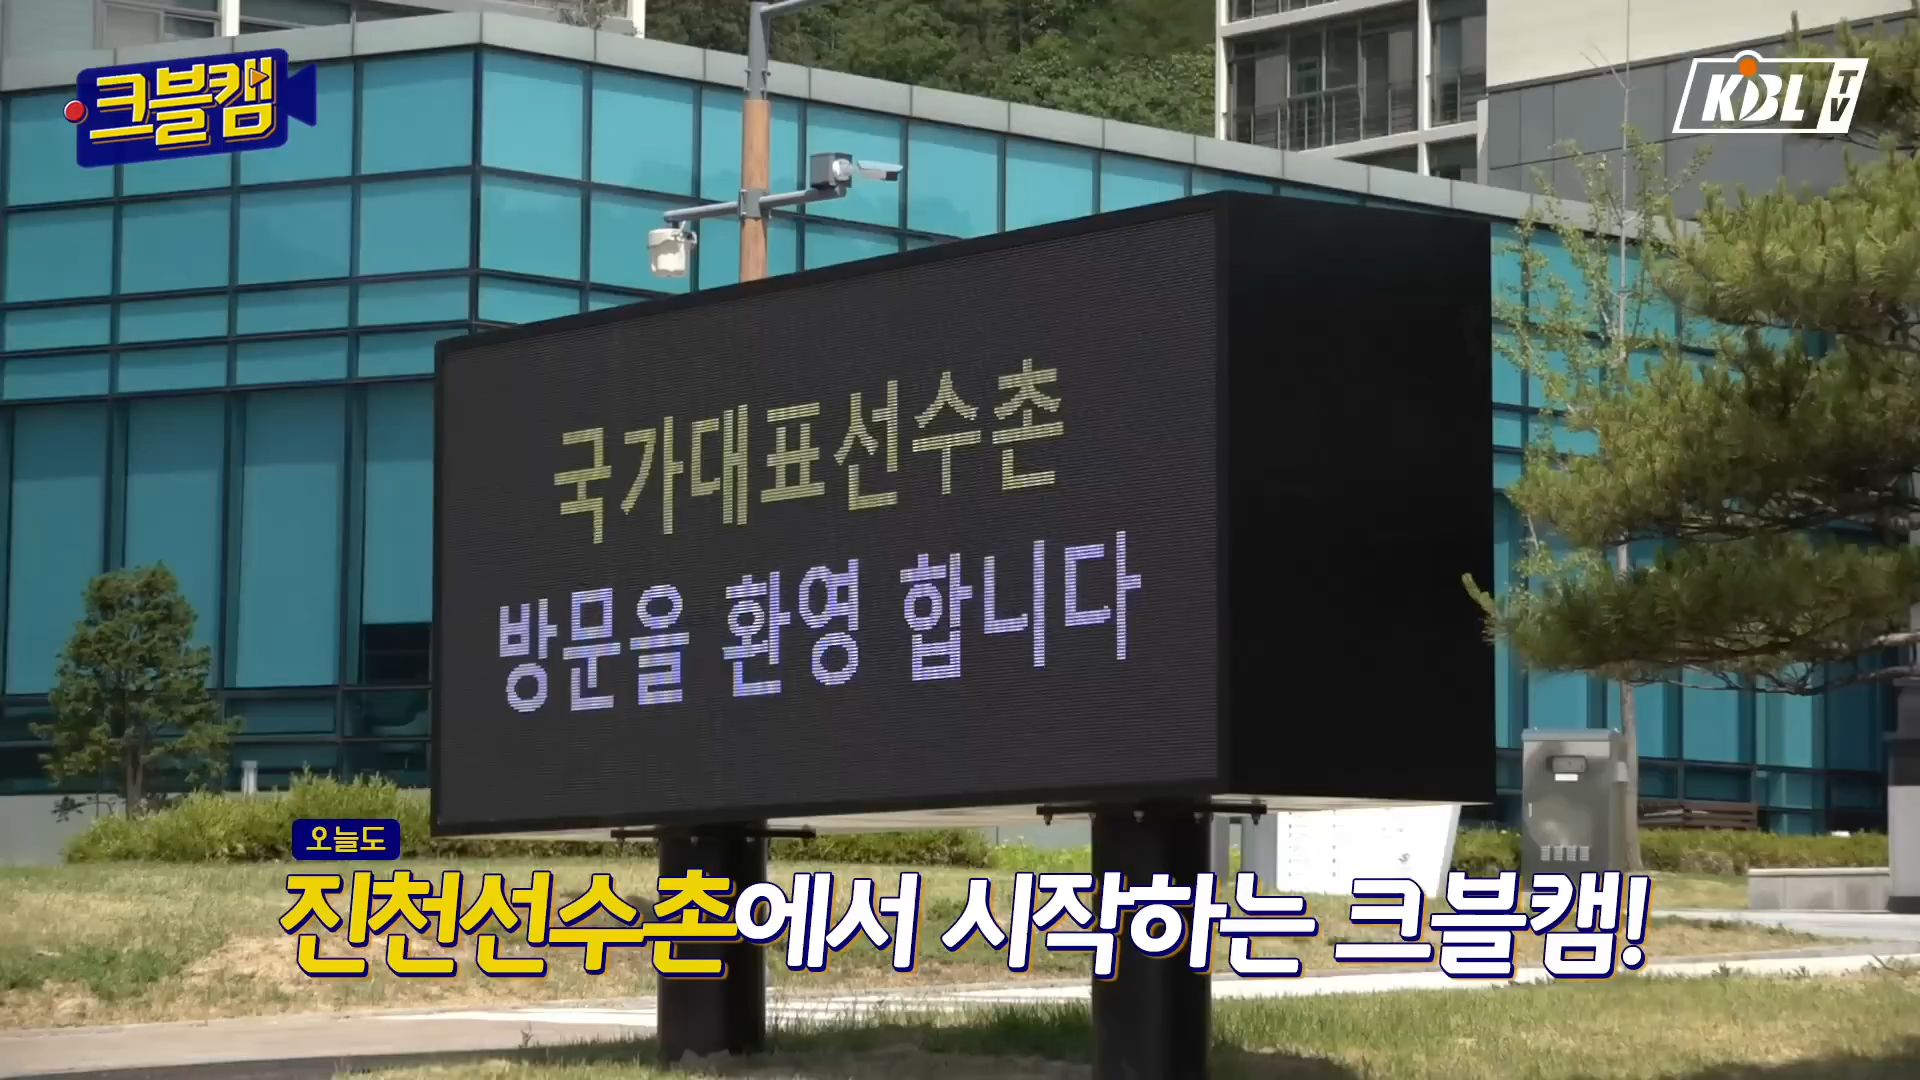 크블캠
KBL TV
국가대표선수촌
방문을 환영 합니다
오늘도
진천선수촌에서 시작하는 크블캠!